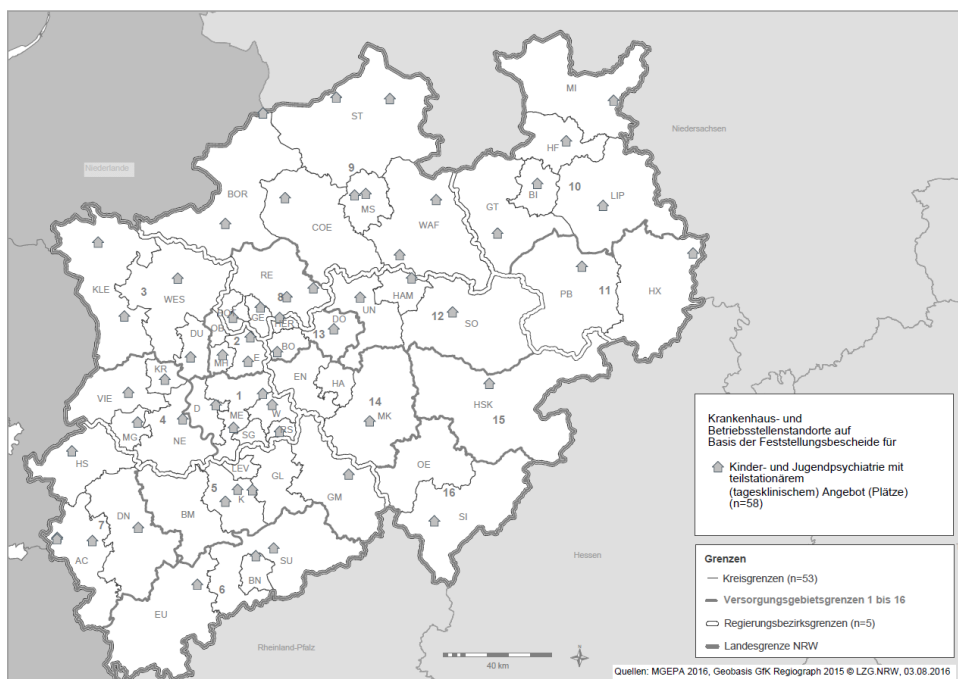 MI
Niedersachsen
ST
HF
Niederlande
9
BI
10
LIP
BOR
MS
GT
COE
WAF
RE
KLE
3
WES
8
HAM
PB
11
HX
UN
GE
HER
DO
12
SO
OB
DU
2
13
BO
MH
E
EN
KR
HA
VIE
1
14
HSK
D
ME
W
MK
4
15
MG
NE
SG
RS
HS
LEV
OE
5
GL
K
16
GM
DN
BM
SI
7
AC
SU
Hessen
BN
6
EU
Rheinland-Pfalz
40 km
N
Krankenhaus- und
Betriebsstellenstandorte auf
Basis der Feststellungsbescheide für
Kinder- und Jugendpsychiatrie mit
teilstationärem
(tagesklinischem) Angebot (Plätze)
(n=58)
Grenzen
Kreisgrenzen (n=53)
Versorgungsgebietsgrenzen 1 bis 16
Regierungsbezirksgrenzen (n=5)
Landesgrenze NRW
Quellen: MGEPA 2016, Geobasis GfK Regiograph 2015 © LZG.NRW, 03.08.2016